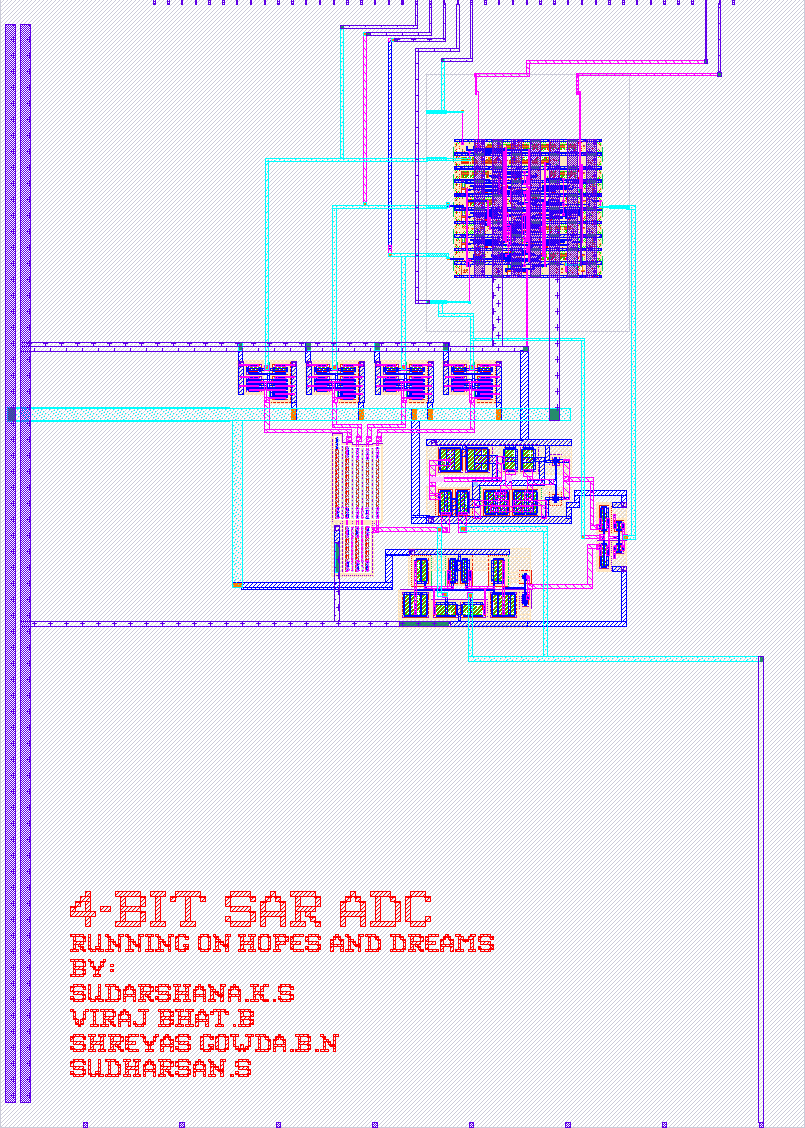 4-BIT SAR ADC
RUNNING ON HOPES AND DREAMS
BY:
SUDARSHANA.K.S
VIRAJ BHAT.B
SHREYAS GOWDA.B.N
SUDHARSAN.S